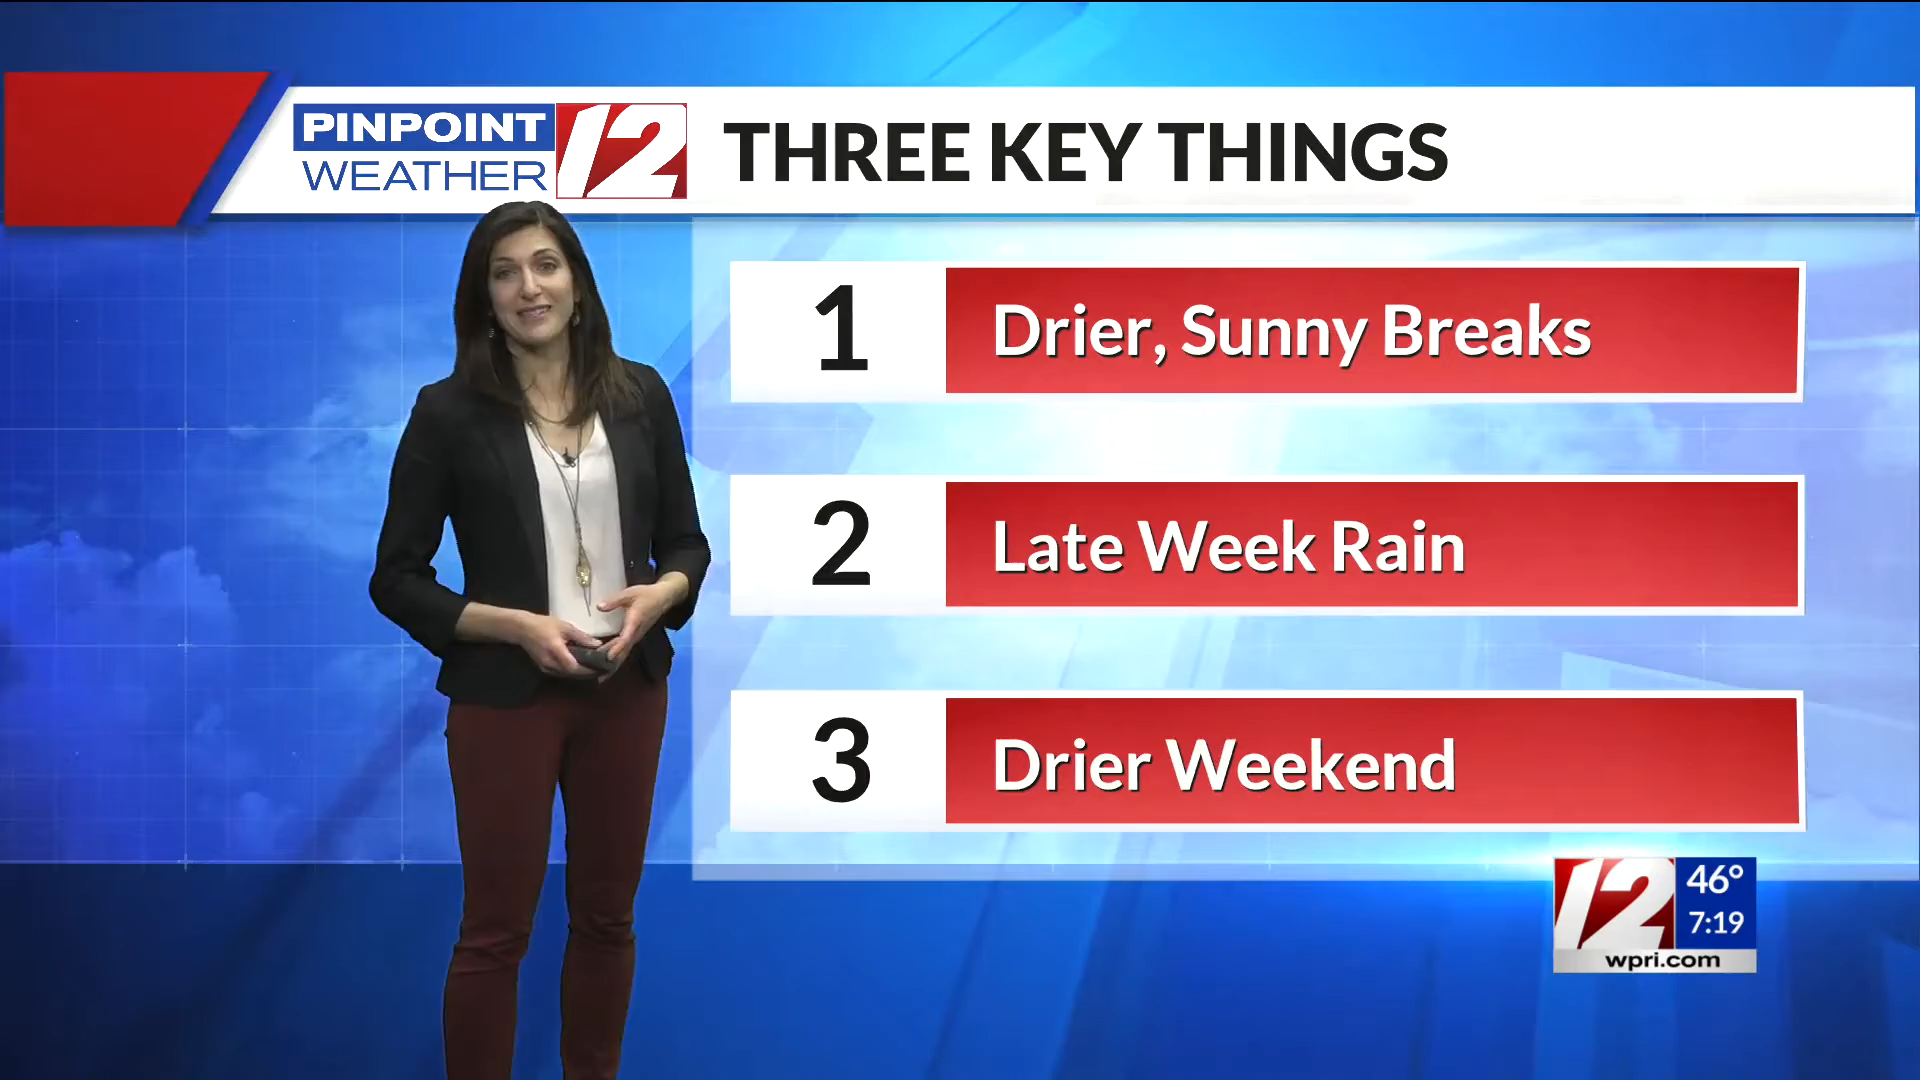 PINPOINT
WEATHER
12
THREE KEY THINGS
1
Drier, Sunny Breaks
2
Late Week Rain
3
Drier Weekend
12
46°
7:19
wpri.com